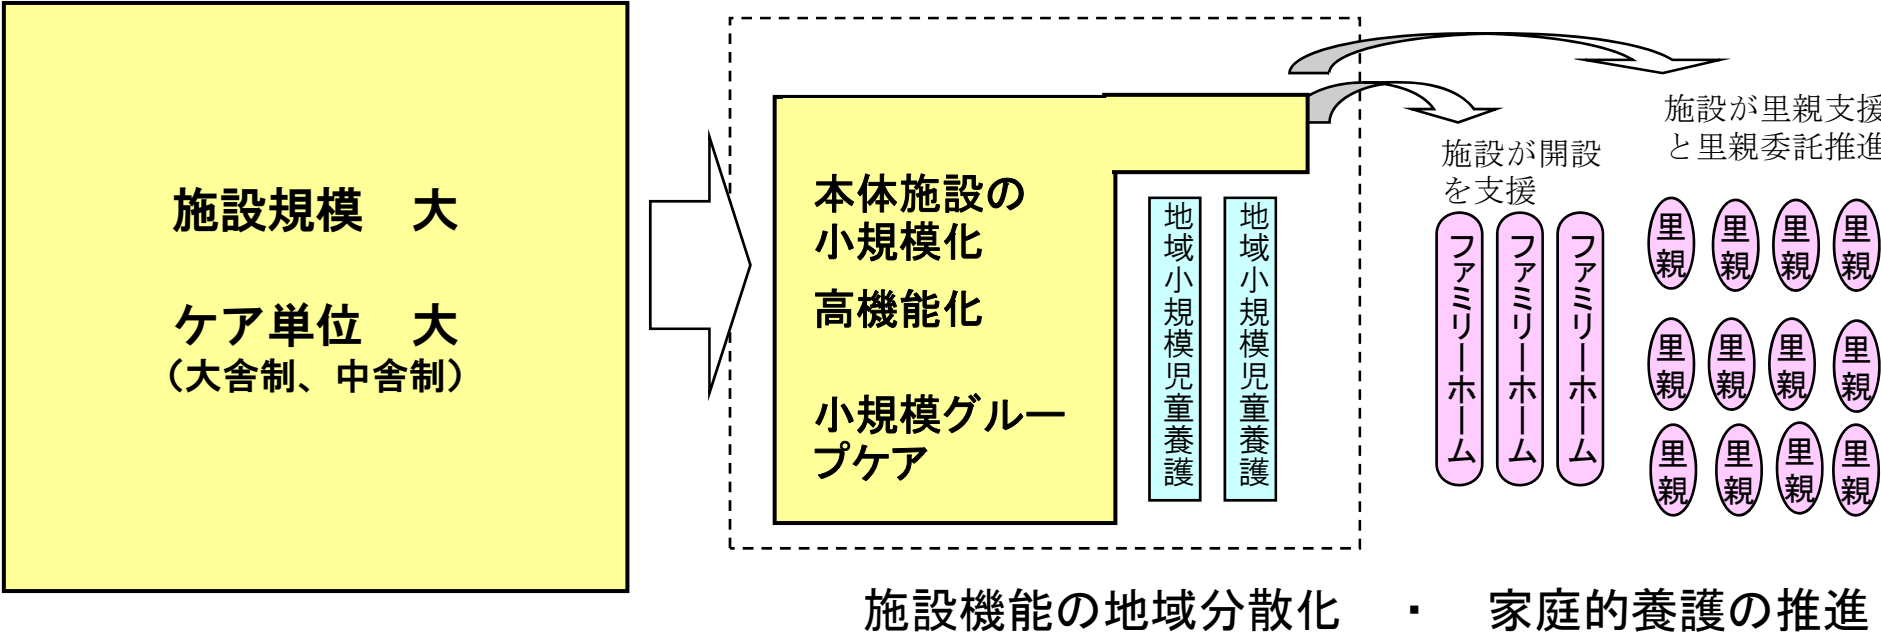 施設規模　大
ケア単位　大
（大舎制、中舎制）
本体施設の
小規模化
高機能化
小規模グルー
プケア
地域小規模児童養護
地域小規模児童養護
施設が開設
を支援
ファミリーホーム
ファミリーホーム
ファミリーホーム
施設が里親支援
と里親委託推進
里親
里親
里親
里親
里親
里親
里親
里親
里親
里親
里親
里親
施設機能の地域分散化　・　家庭的養護の推進